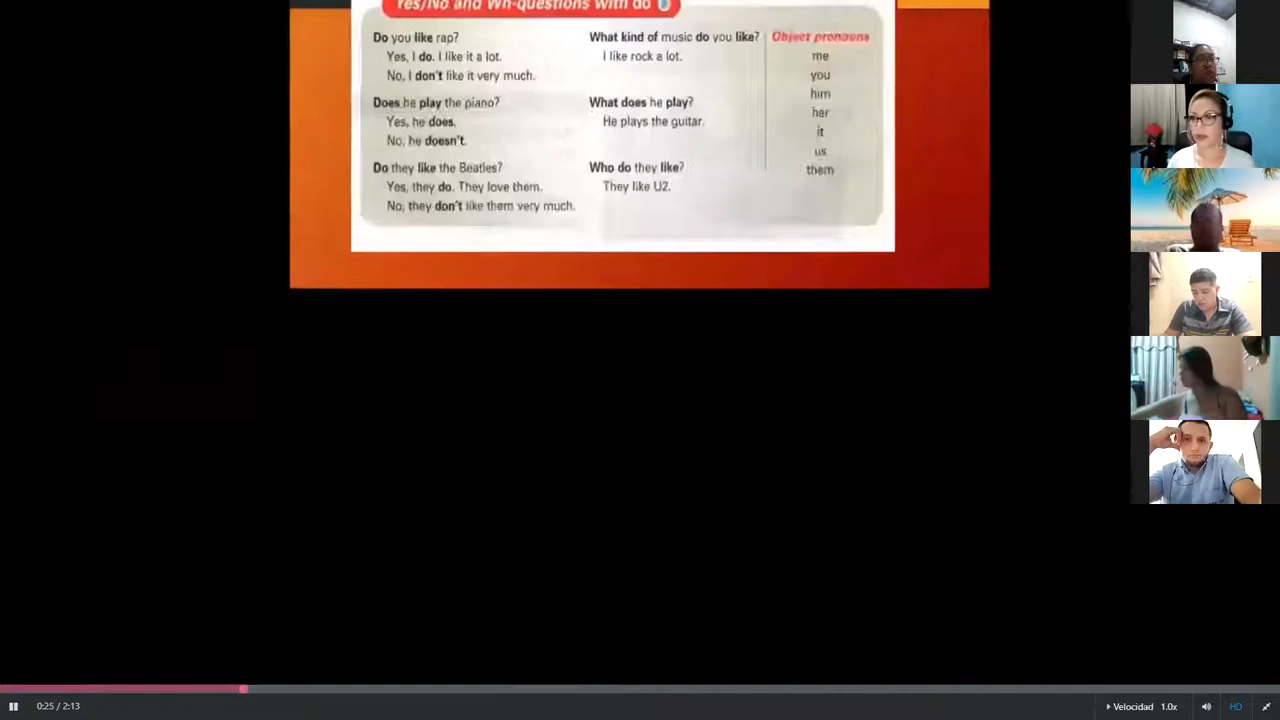 Yes/No and Wh-questions with do
Do you like rap?
Yes, I do. I like it a lot.
No, I don't like it very much.
Does he play the piano?
Yes, he does.
No, he doesn't.
Do they like the Beatles?
Yes, they do. They love them.
No, they don't like them very much.
What kind of music do you like?
I like rock a lot.
What does he play?
He plays the guitar.
Who do they like?
They like U2.
Object pronouns
me
you
him
her
it
us
them
0:25 / 2:13
Velocidad 1.0x
HD